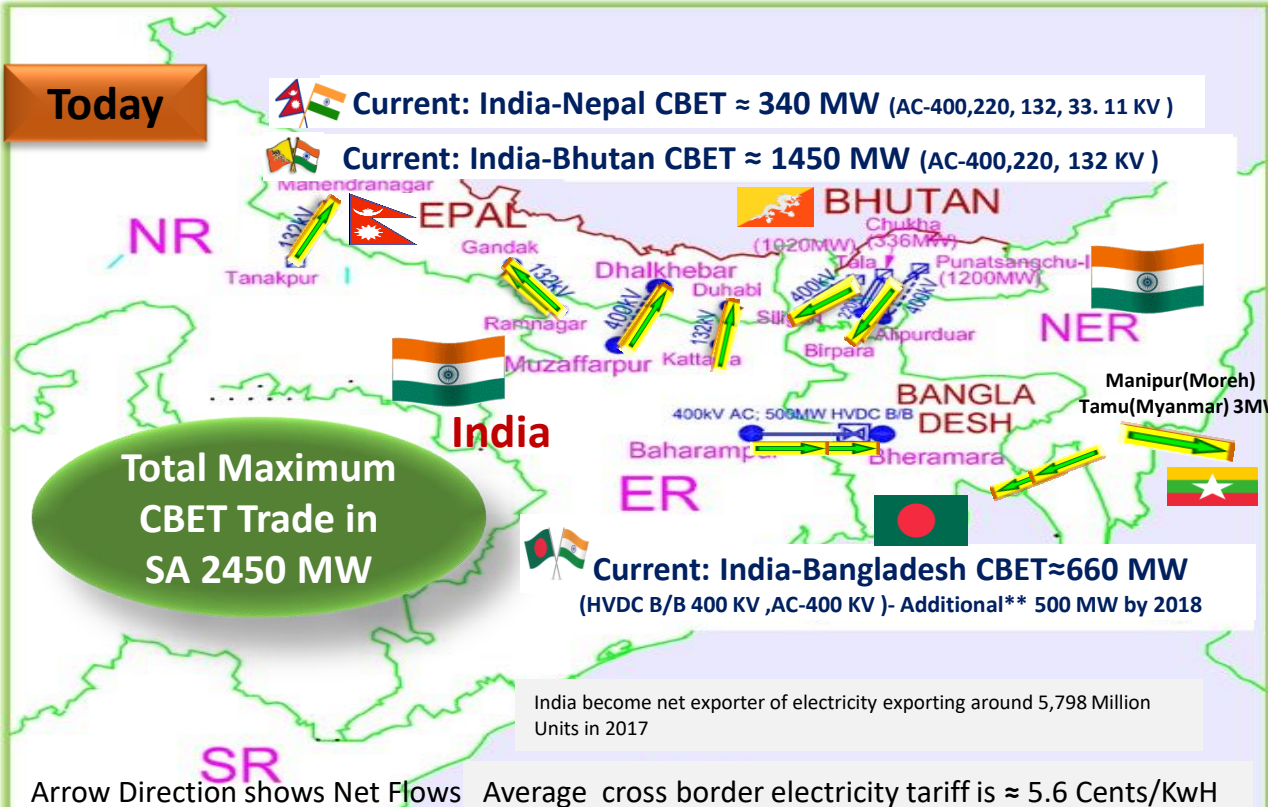 Today
Current: India-Nepal CBET ≈ 340 MW (AC-400,220, 132, 33. 11 KV )
Current: India-Bhutan CBET ≈ 1450 MW (AC-400,220, 132 KV )
Mahendranagar
EPAL
BHUTAN
NR
132kV
Tanakpur
Gandak
132kV
Ramnagar
Dhalkhebar
400kV
Muzaffarpur
Duhabi
132kV
Chukha
(1020MW) (336MW)
Tala
Punatsangchu-I
(1200MW)
400kV
400kV
Alipurduar
Birpara
NER
India
BANGLA
DESH
Manipur(Moreh)
Tamu(Myanmar) 3MW
400kV AC; 500MW HVDC B/B
Bheramara
ER
Total Maximum
CBET Trade in
SA 2450 MW
Current: India-Bangladesh CBET≈660 MW
(HVDC B/B 400 KV ,AC-400 KV )- Additional** 500 MW by 2018
India become net exporter of electricity exporting around 5,798 Million
Units in 2017
SR
Arrow Direction shows Net Flows Average cross border electricity tariff is ≈ 5.6 Cents/KwH